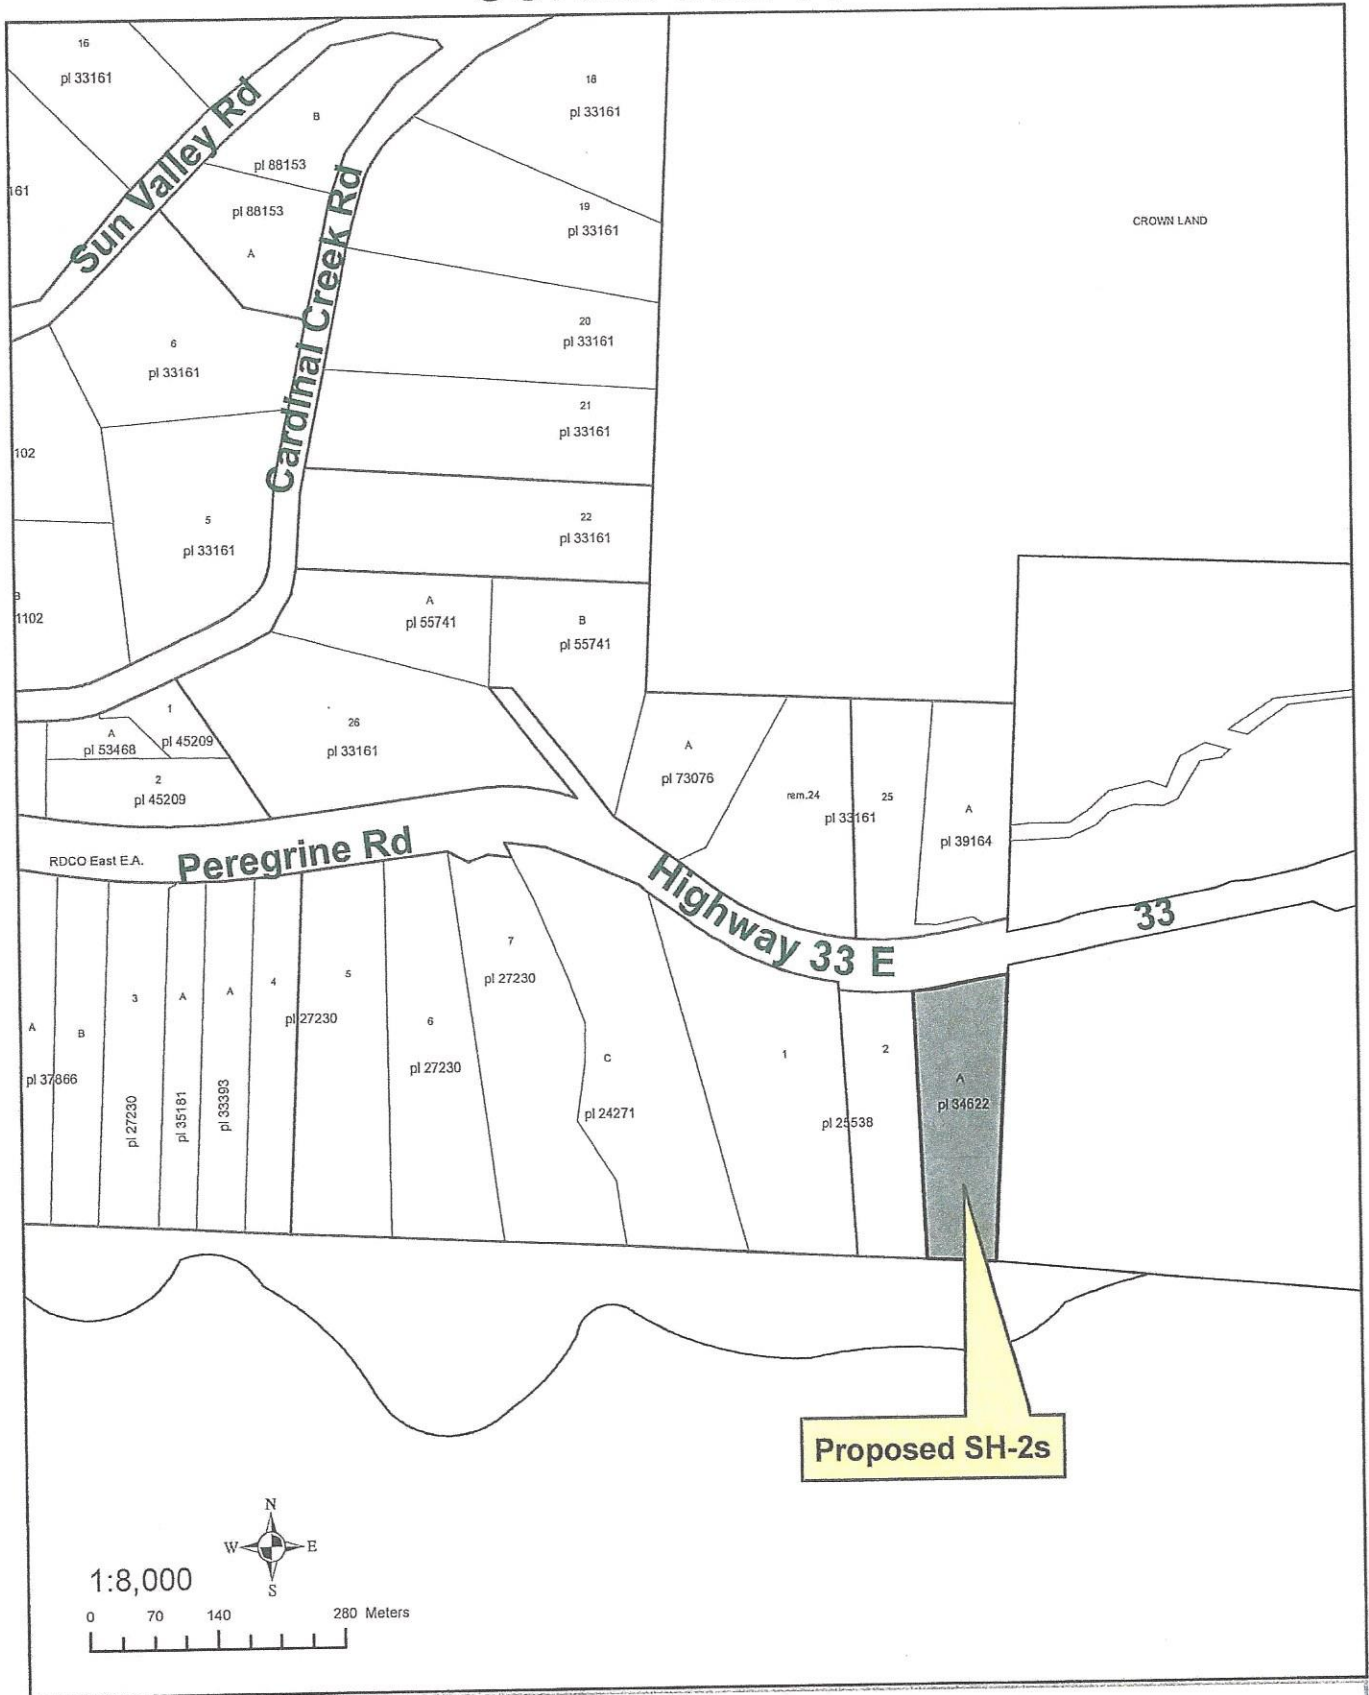 16
pl 33161
161
Sun Valley Rd
B
pl 88153
pl 88153
A
Cardinal Creek Rd
18
pl 33161
19
pl 33161
CROWN LAND
20
pl 33161
6
pl 33161
21
pl 33161
102
5
pl 33161
22
pl 33161
B
1102
A
pl 55741
B
pl 55741
1
pl 45209
A
pl 53468
2
pl 45209
26
pl 33161
A
pl 73076
rem.24
25
pl 33161
A
pl 39164
RDCO East E.A.
Peregrine Rd
Highway 33 E
33
A
B
pl 37866
3
pl 27230
A
pl 35181
A
pl 33393
4
5
pl 27230
6
pl 27230
7
pl 27230
C
pl 24271
1
2
pl 25538
A
pl 34622
Proposed SH-2s
N
W E
S
1:8,000
0 70 140 280 Meters